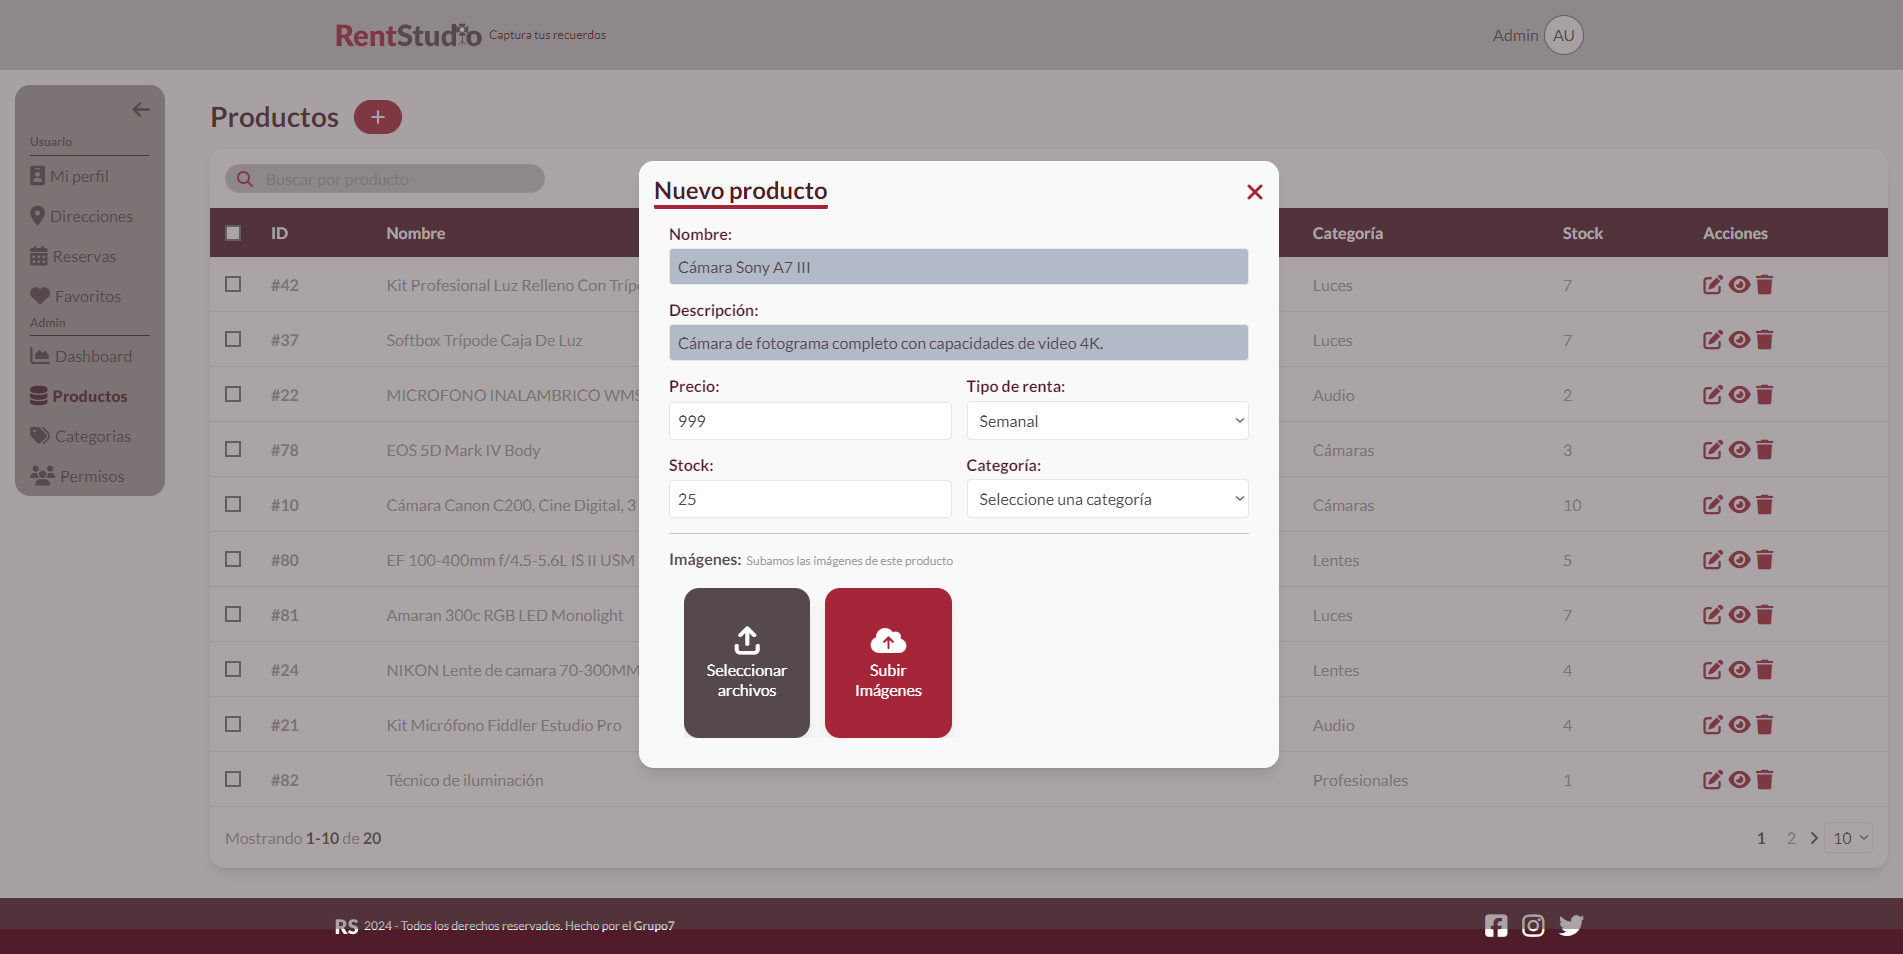 RentStudio Captura tus recuerdos
Admin AU
Usuario
Mi perfil
Direcciones
Reservas
Favoritos
Admin
Dashboard
Productos
Categorias
Permisos
Productos +
Buscar por producto
ID Nombre Categoría Stock Acciones
#42 Kit Profesional Luz Relleno Con Luces 7
#37 Softbox Trípode Caja De Luz Luces 7
#22 MICROFONO INALAMBRICO Audio 2
#78 EOS 5D Mark IV Body Cámaras 3
#10 Cámara Canon C200, Cine Digital, 3 Cámaras 10
#80 EF 100-400mm f/4.5-5.6L IS II USM Lentes 5
#81 Amaran 300c RGB LED Monolight Luces 7
#24 NIKON Lente de camara 70-300MM Lentes 4
#21 Kit Micrófono Fiddler Estudio Pro Audio 4
#82 Técnico de iluminación Profesionales 1
Mostrando 1-10 de 20
1 2 10
Nuevo producto
Nombre:
Cámara Sony A7 III
Descripción:
Cámara de fotograma completo con capacidades de video 4K.
Precio: Tipo de renta:
999 Semanal
Stock: Categoría:
25 Seleccione una categoría
Imágenes: Subamos las imágenes de este producto
Seleccionar
archivos
Subir
Imágenes
RS 2024 - Todos los derechos reservados. Hecho por el Grupo7